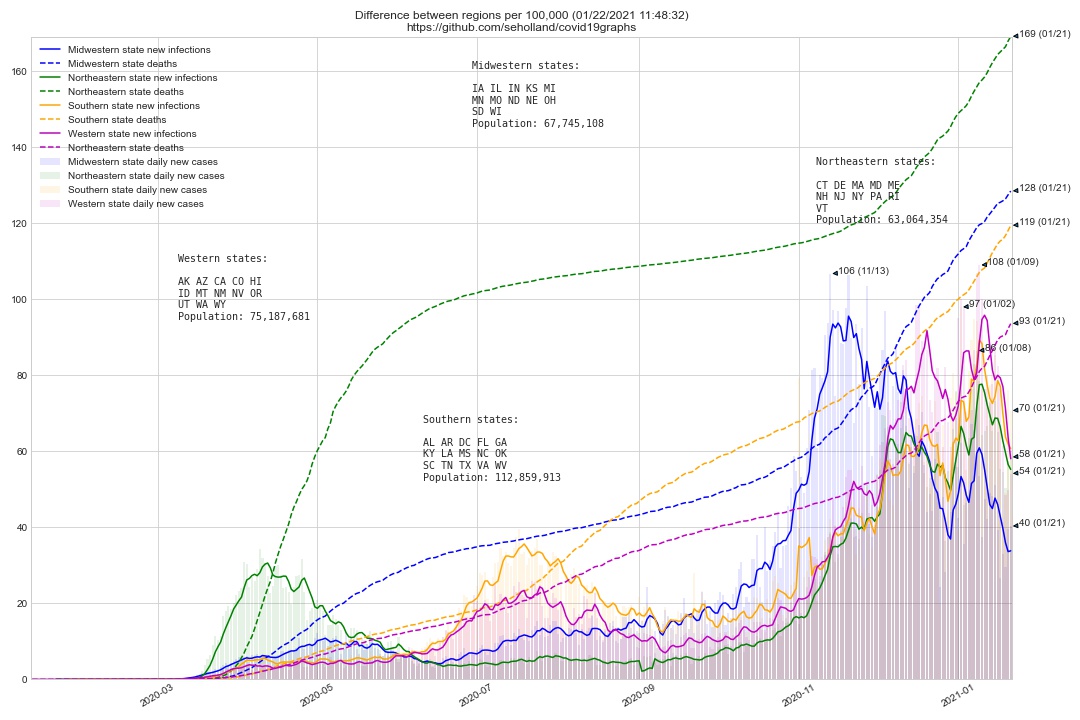 Difference between regions per 100,000 (01/22/2021 11:48:32)
https://github.com/seholland/covid19graphs
Midwestern state new infections
Midwestern state deaths
Northeastern state new infections
Northeastern state deaths
Southern state new infections
Southern state deaths
Western state new infections
Northeastern state deaths
Midwestern state daily new cases
Northeastern state daily new cases
Southern state daily new cases
Western state daily new cases
Midwestern states:
IA IL IN KS MI
MN MO ND NE OH
SD WI
Population: 67,745,108
Northeastern states:
CT DE MA MD ME
NH NJ NY PA RI
VT
Population: 63,064,354
Western states:
AK AZ CA CO HI
ID MT NM NV OR
UT WA WY
Population: 75,187,681
Southern states:
AL AR DC FL GA
KY LA MS NC OK
SC TN TX VA WV
Population: 112,859,913
169 (01/21)
128 (01/21)
119 (01/21)
108 (01/09)
106 (11/13)
97 (01/02)
93 (01/21)
86 (01/08)
70 (01/21)
58 (01/21)
54 (01/21)
40 (01/21)
160
140
120
100
80
60
40
20
0
2020-03
2020-05
2020-07
2020-09
2020-11
2021-01